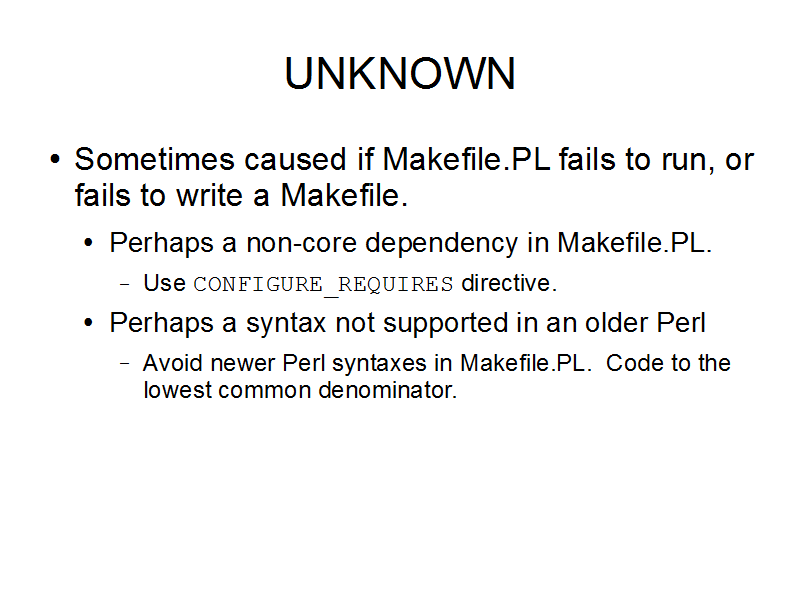 UNKNOWN
• Sometimes caused if Makefile.PL fails to run, or
fails to write a Makefile.
• Perhaps a non-core dependency in Makefile.PL.
– Use CONFIGURE_REQUIRES directive.
• Perhaps a syntax not supported in an older Perl
– Avoid newer Perl syntaxes in Makefile.PL.  Code to the
lowest common denominator.